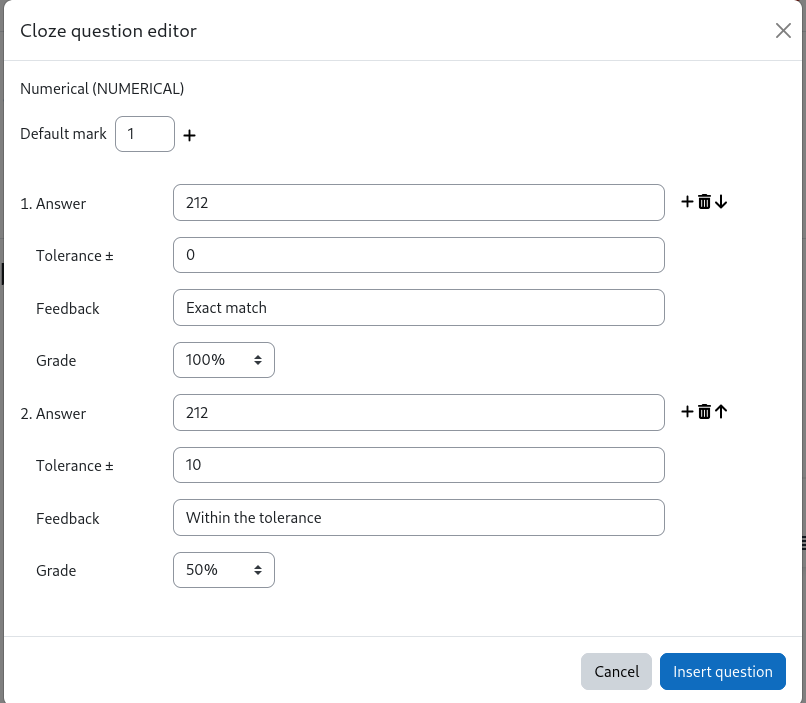 Cloze question editor
Numerical (NUMERICAL)
Default mark 1
1. Answer 212
Tolerance ± 0
Feedback Exact match
Grade 100%
2. Answer 212
Tolerance ± 10
Feedback Within the tolerance
Grade 50%
Cancel Insert question